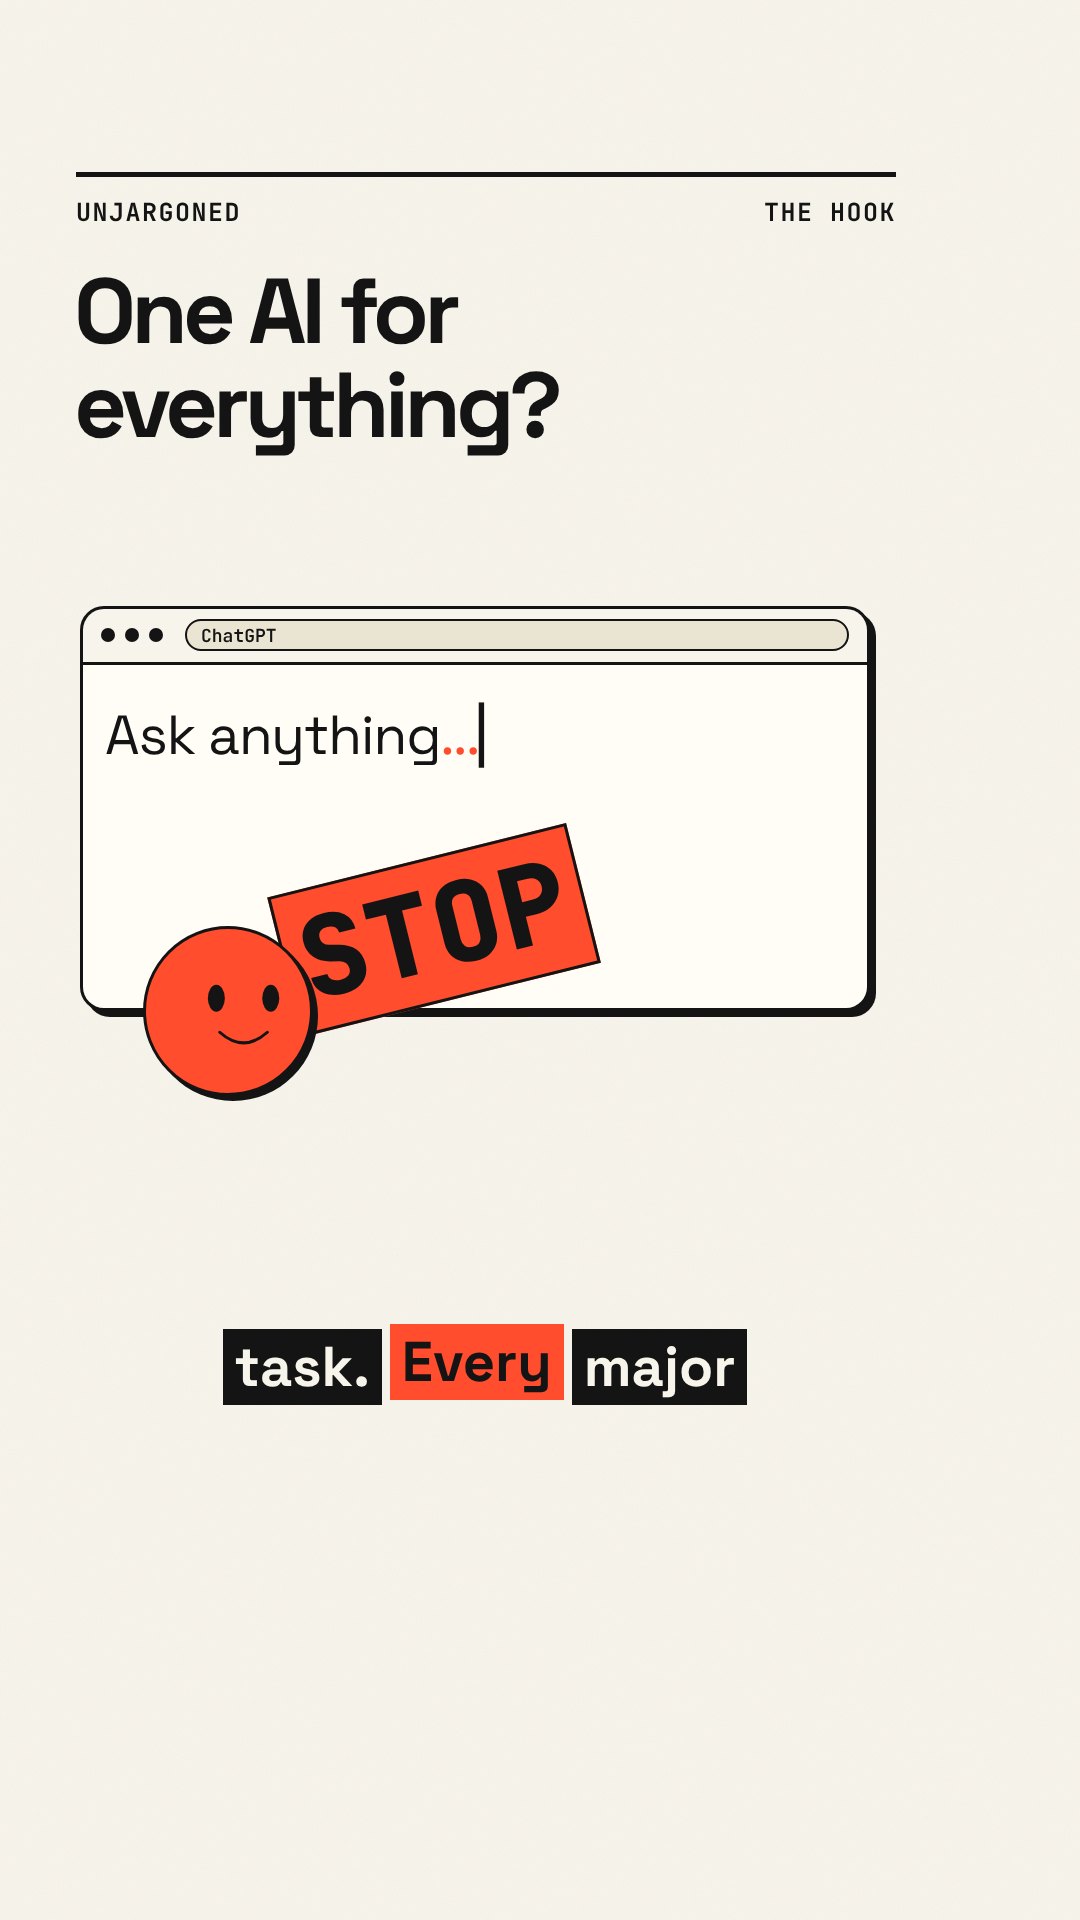 UNJARGONED
THE HOOK
One AI for
everything?
ChatGPT
Ask anything...
STOP
task. Every major